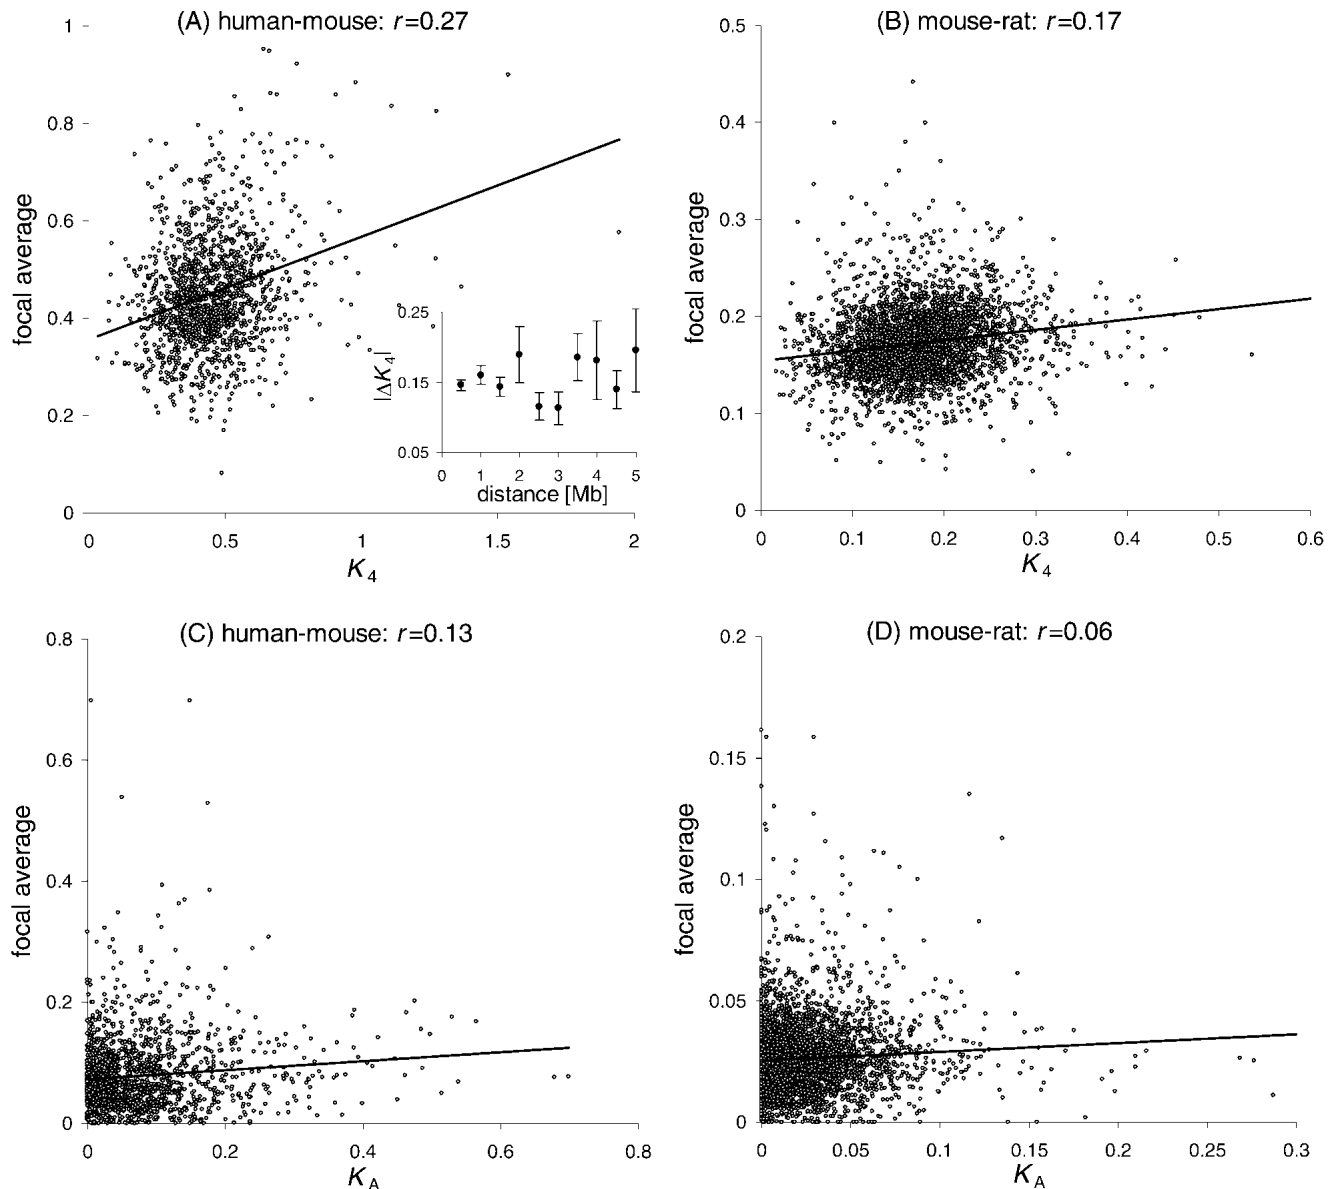 (A) human-mouse: r=0.27
1
0.8
0.6
0.4
0.2
0
focal average
0 0.5 1 1.5 2
K4
0.25
0.15
0.05
|ΔK4|
0 1 2 3 4 5
distance [Mb]
(B) mouse-rat: r=0.17
0.5
0.4
0.3
0.2
0.1
0
focal average
0 0.1 0.2 0.3 0.4 0.5 0.6
K4
(C) human-mouse: r=0.13
0.8
0.6
0.4
0.2
0
focal average
0 0.2 0.4 0.6 0.8
KA
(D) mouse-rat: r=0.06
0.2
0.15
0.1
0.05
0
focal average
0 0.05 0.1 0.15 0.2 0.25 0.3
KA